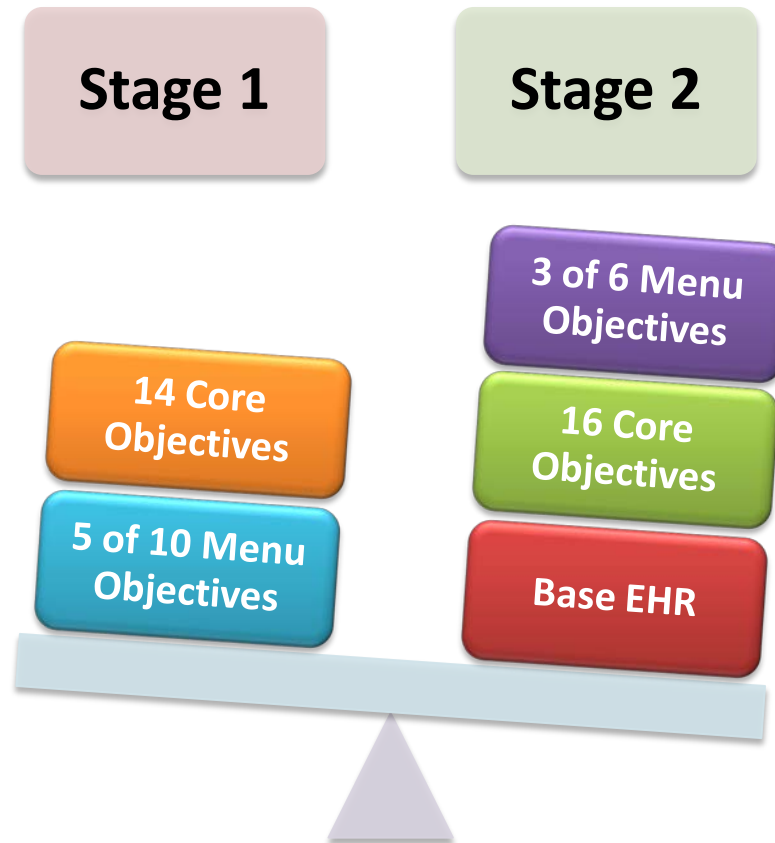 Stage 1
Stage 2
14 Core
Objectives
5 of 10 Menu
Objectives
3 of 6 Menu
Objectives
16 Core
Objectives
Base EHR